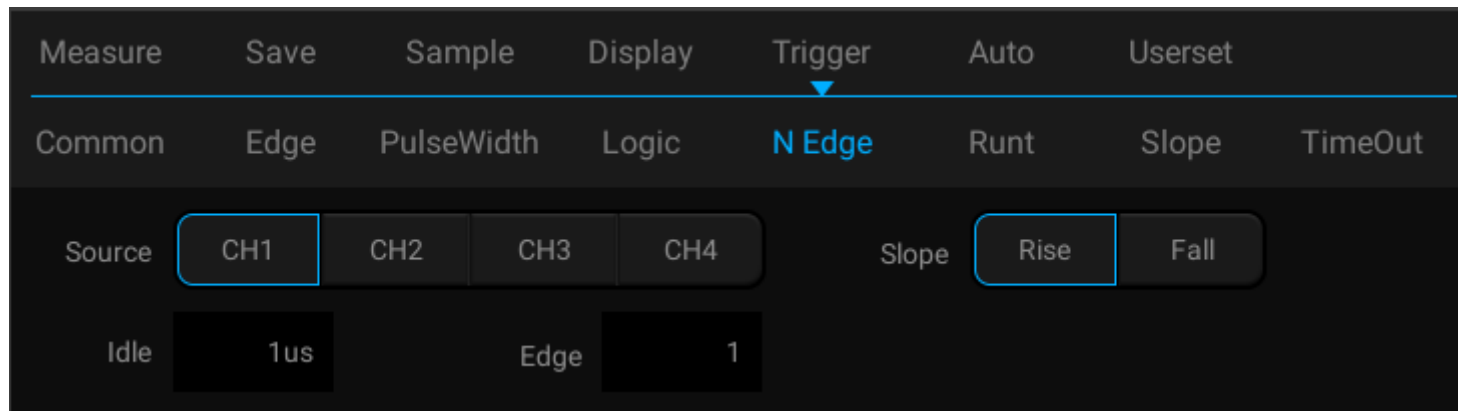 Measure Save Sample Display Trigger Auto Userset
Common Edge PulseWidth Logic N Edge Runt Slope TimeOut
Source CH1 CH2 CH3 CH4 Slope Rise Fall
Idle 1us Edge 1